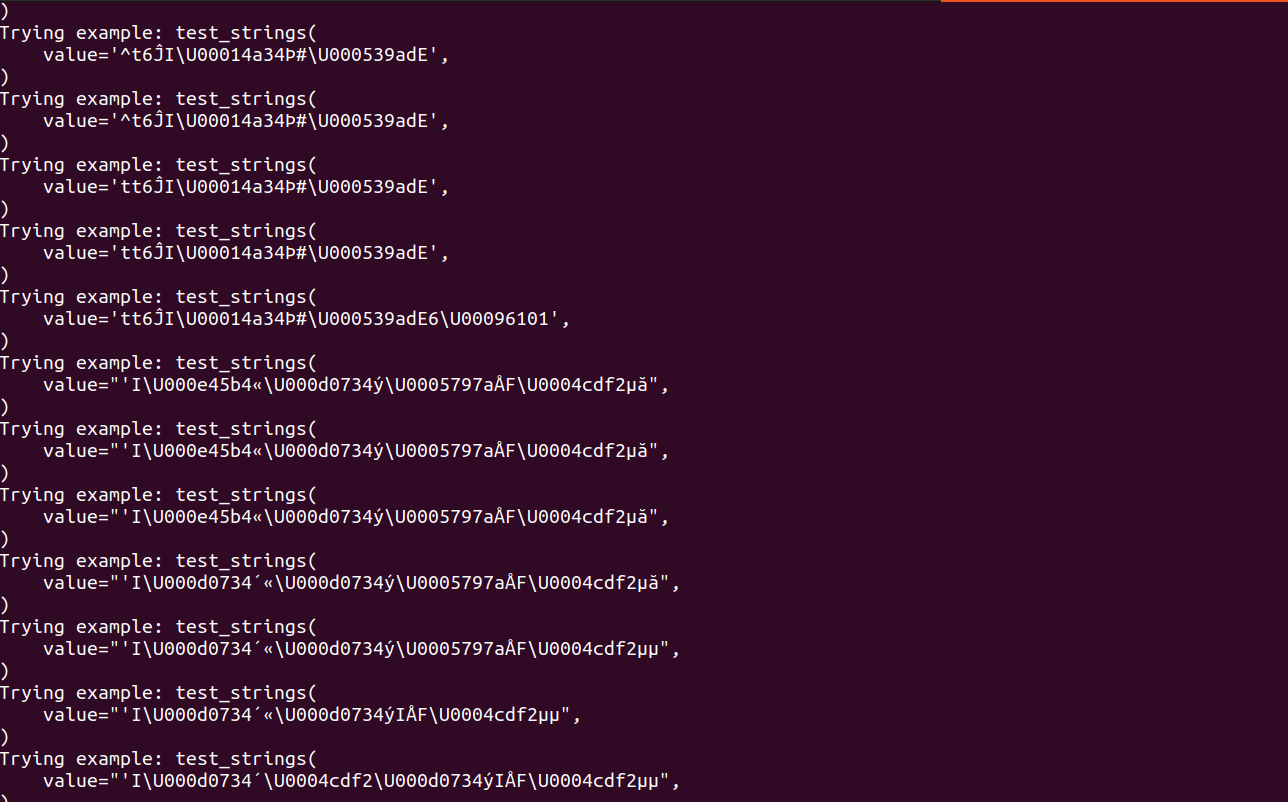 )
Trying example: test_strings(
    value='^t6ĴI\U00014a34Þ#\U000539adE',
)
Trying example: test_strings(
    value='^t6ĴI\U00014a34Þ#\U000539adE',
)
Trying example: test_strings(
    value='tt6ĴI\U00014a34Þ#\U000539adE',
)
Trying example: test_strings(
    value='tt6ĴI\U00014a34Þ#\U000539adE',
)
Trying example: test_strings(
    value='tt6ĴI\U00014a34Þ#\U000539adE6\U00096101',
)
Trying example: test_strings(
    value="'I\U000e45b4«\U000d0734ý\U0005797aÅF\U0004cdf2µă",
)
Trying example: test_strings(
    value="'I\U000e45b4«\U000d0734ý\U0005797aÅF\U0004cdf2µă",
)
Trying example: test_strings(
    value="'I\U000e45b4«\U000d0734ý\U0005797aÅF\U0004cdf2µă",
)
Trying example: test_strings(
    value="'I\U000d0734´«\U000d0734ý\U0005797aÅF\U0004cdf2µă",
)
Trying example: test_strings(
    value="'I\U000d0734´«\U000d0734ý\U0005797aÅF\U0004cdf2µµ",
)
Trying example: test_strings(
    value="'I\U000d0734´«\U000d0734ýIÅF\U0004cdf2µµ",
)
Trying example: test_strings(
    value="'I\U000d0734´\U0004cdf2\U000d0734ýIÅF\U0004cdf2µµ",
)